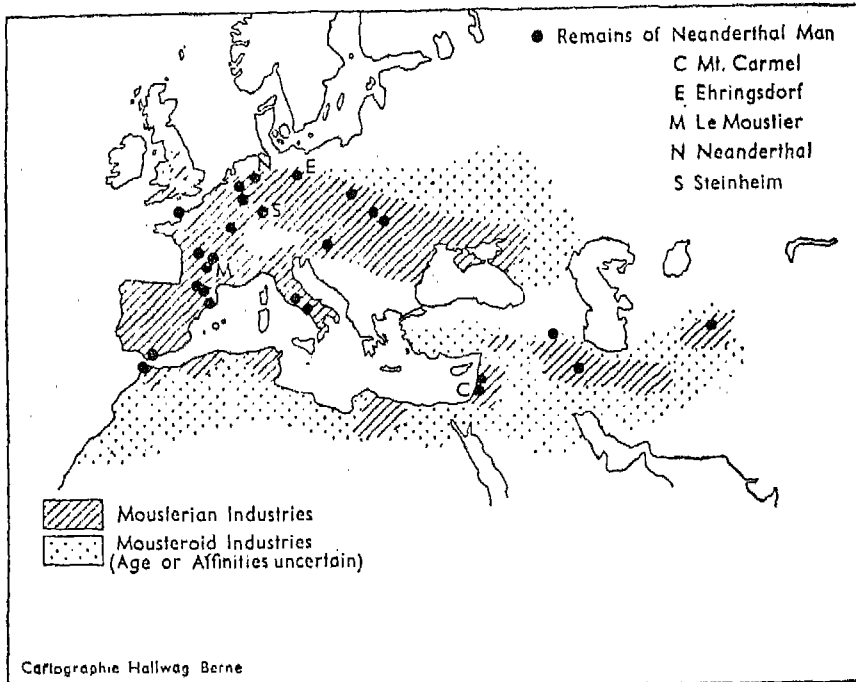 ● Remains of Neanderthal Man
C Mt. Carmel
E Ehringsdorf
M Le Moustier
N Neanderthal
S Steinheim
N
E
S
M
C
Mousterian Industries
Mousteroid Industries
(Age or Affinities uncertain)
Cartographie Hallwag Berne